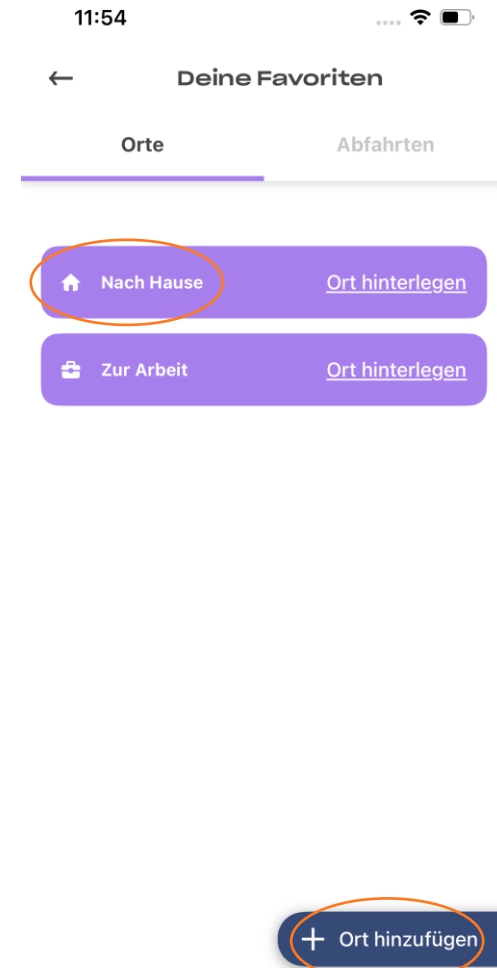 11:54
Deine Favoriten
Orte Abfahrten
Nach Hause Ort hinterlegen
Zur Arbeit Ort hinterlegen
Ort hinzufügen